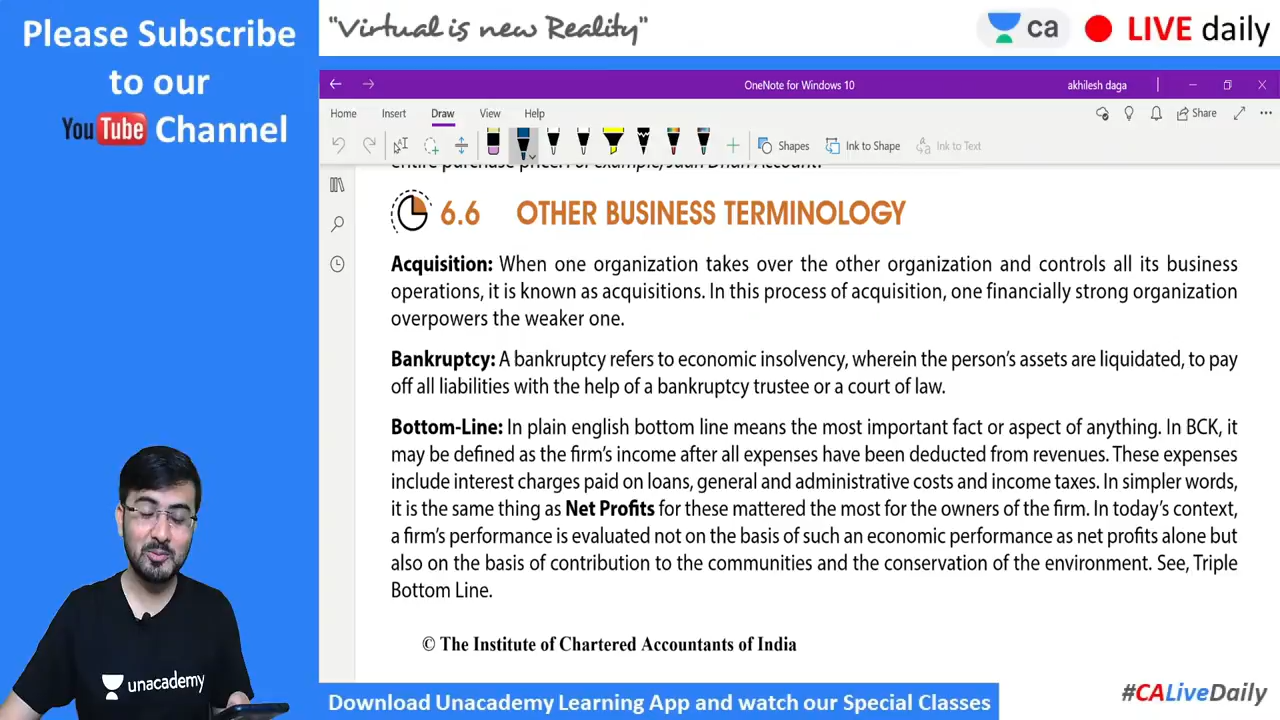 Please Subscribe
to our
YouTube Channel
"Virtual is new Reality"
ca LIVE daily
OneNote for Windows 10
akhilesh daga
Home Insert Draw View Help
Share
Shapes Ink to Shape Ink to Text
entire purchase price. For example, Jaan Dhan Account.
6.6 OTHER BUSINESS TERMINOLOGY
Acquisition: When one organization takes over the other organization and controls all its business
operations, it is known as acquisitions. In this process of acquisition, one financially strong organization
overpowers the weaker one.
Bankruptcy: A bankruptcy refers to economic insolvency, wherein the person's assets are liquidated, to pay
off all liabilities with the help of a bankruptcy trustee or a court of law.
Bottom-Line: In plain english bottom line means the most important fact or aspect of anything. In BCK, it
may be defined as the firm's income after all expenses have been deducted from revenues. These expenses
include interest charges paid on loans, general and administrative costs and income taxes. In simpler words,
it is the same thing as Net Profits for these mattered the most for the owners of the firm. In today's context,
a firm's performance is evaluated not on the basis of such an economic performance as net profits alone but
also on the basis of contribution to the communities and the conservation of the environment. See, Triple
Bottom Line.
© The Institute of Chartered Accountants of India
unacademy
Download Unacademy Learning App and watch our Special Classes
#CALiveDaily